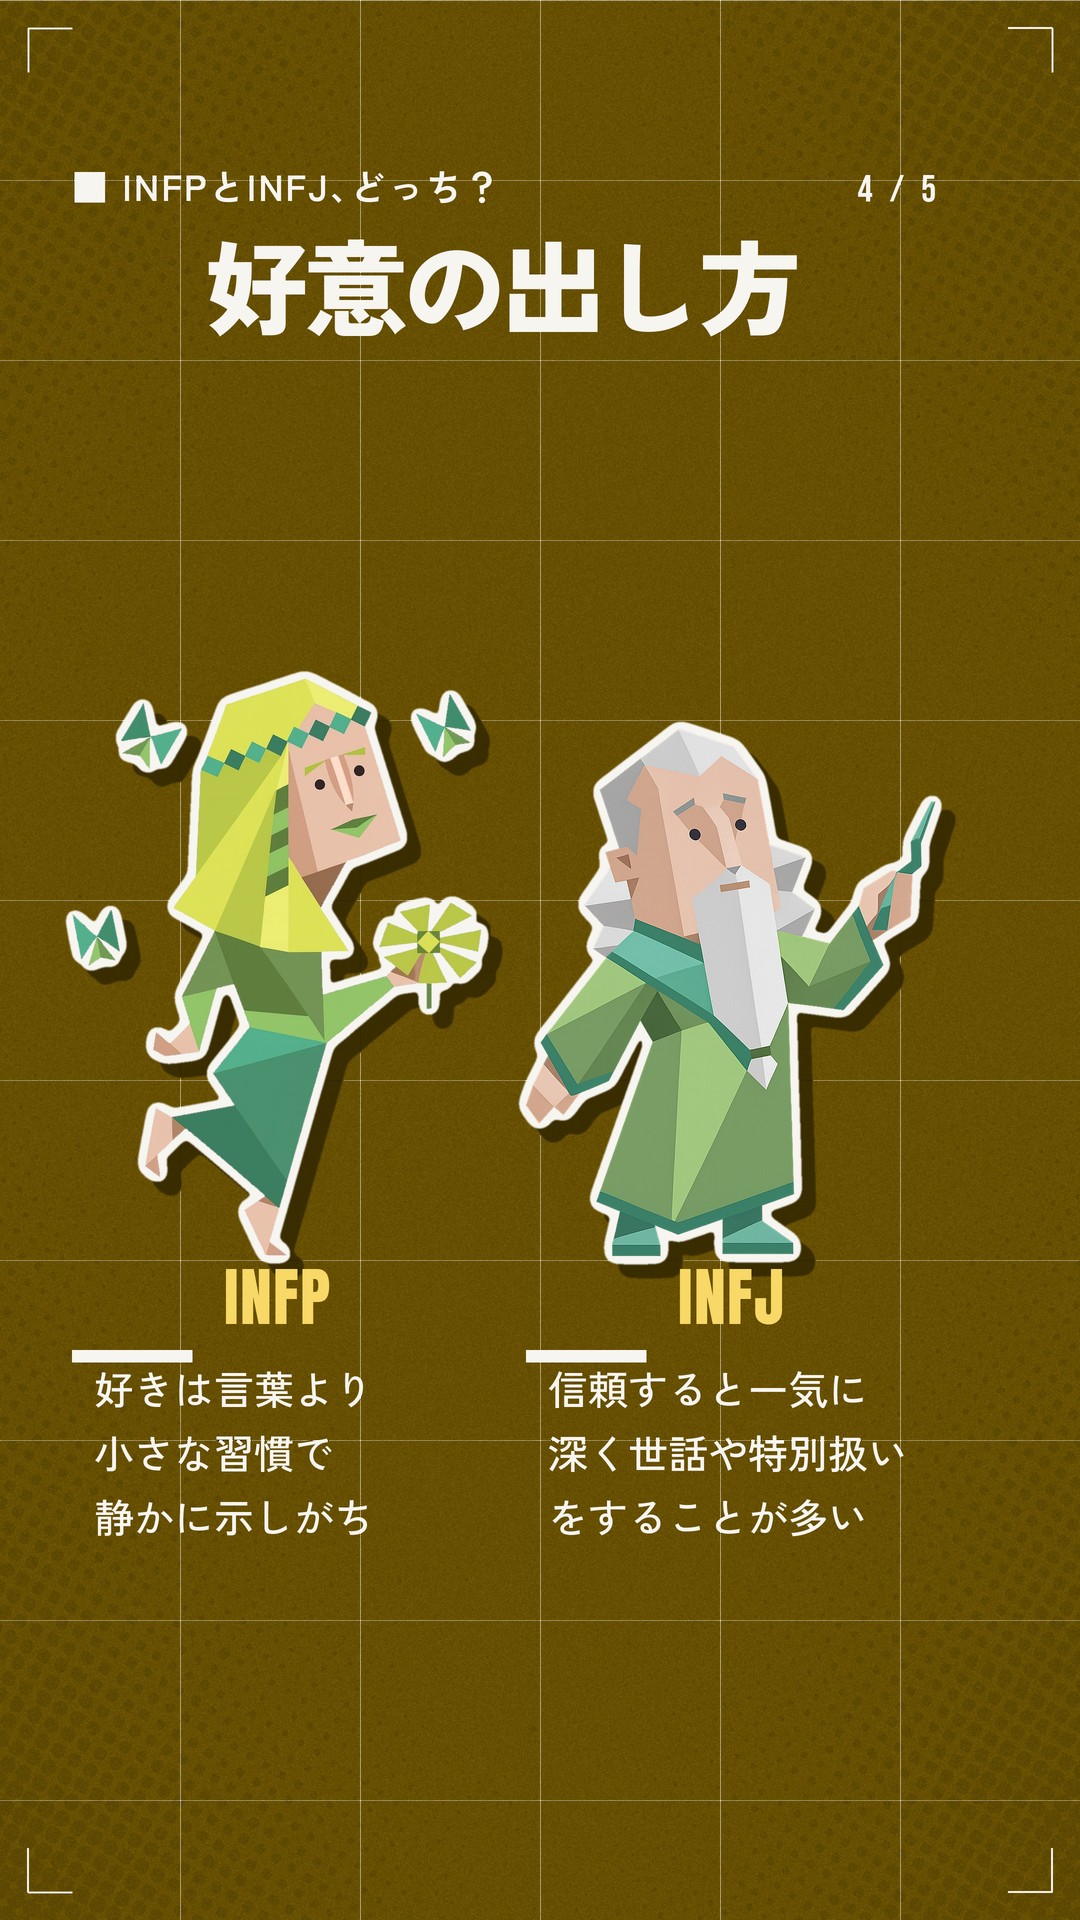 INFPとINFJ、どっち？
4 / 5
好意の出し方
INFP
好きは言葉より
小さな習慣で
静かに示しがち
INFJ
信頼すると一気に
深く世話や特別扱い
をすることが多い